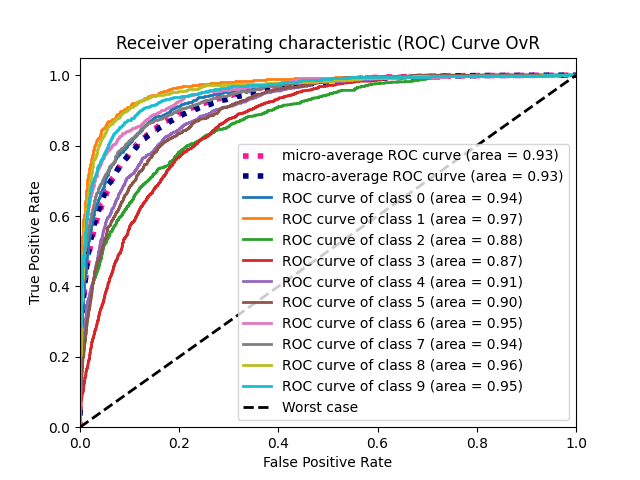 Receiver operating characteristic (ROC) Curve OvR
True Positive Rate
1.0
0.8
0.6
0.4
0.2
0.0
micro-average ROC curve (area = 0.93)
macro-average ROC curve (area = 0.93)
ROC curve of class 0 (area = 0.94)
ROC curve of class 1 (area = 0.97)
ROC curve of class 2 (area = 0.88)
ROC curve of class 3 (area = 0.87)
ROC curve of class 4 (area = 0.91)
ROC curve of class 5 (area = 0.90)
ROC curve of class 6 (area = 0.95)
ROC curve of class 7 (area = 0.94)
ROC curve of class 8 (area = 0.96)
ROC curve of class 9 (area = 0.95)
Worst case
0.0 0.2 0.4 0.6 0.8 1.0
False Positive Rate